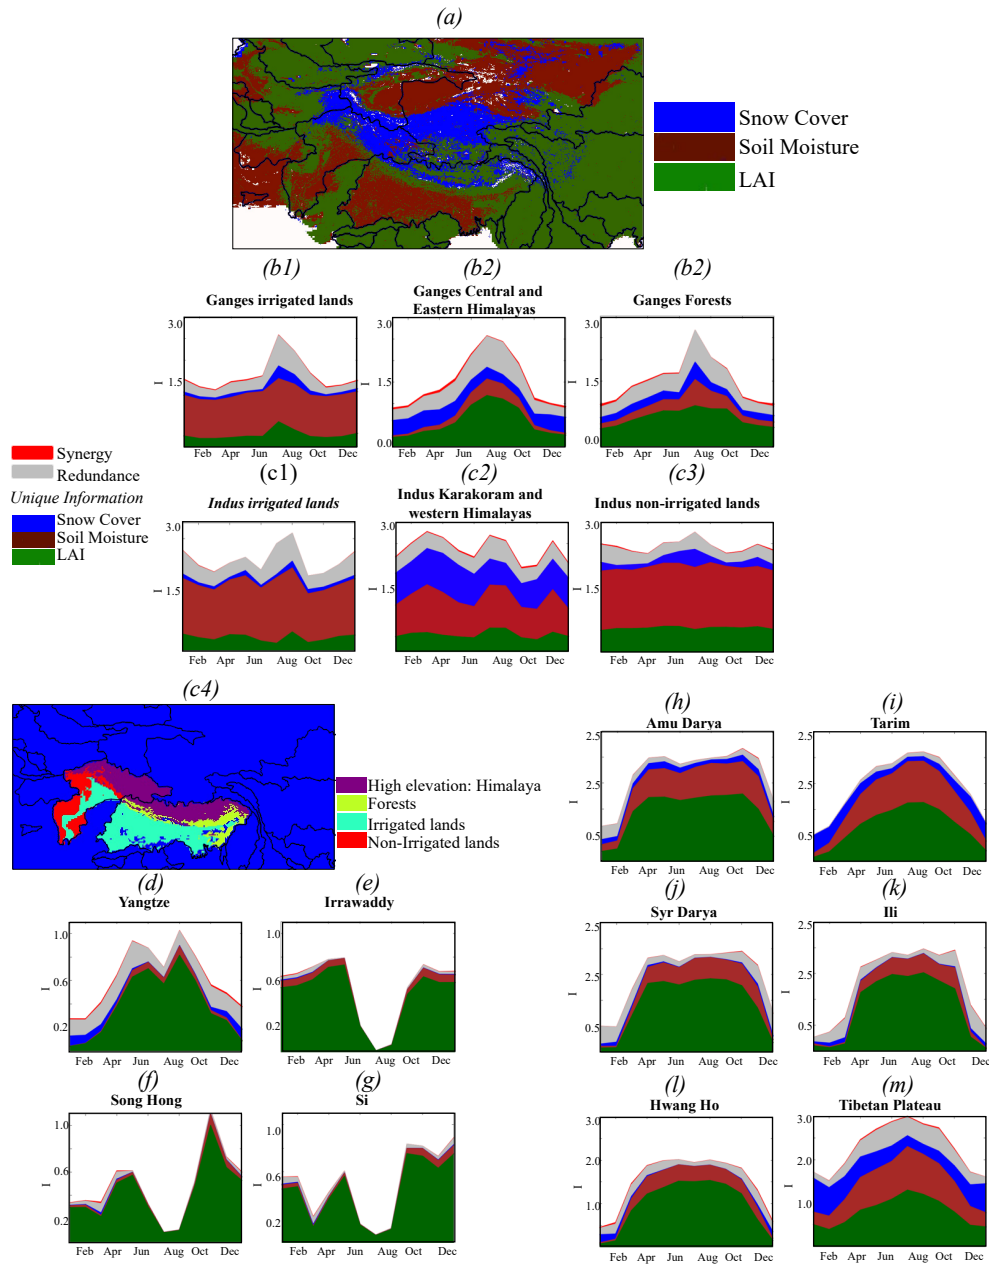 (a)
Snow Cover
Soil Moisture
LAI
(b1)
(b2)
(b2)
Ganges irrigated lands
Ganges Central and
Eastern Himalayas
Ganges Forests
3.0
1.5
I
Feb Apr Jun Aug Oct Dec
3.0
1.5
0.0
I
Feb Apr Jun Aug Oct Dec
3.0
1.5
0.0
I
Feb Apr Jun Aug Oct Dec
Synergy
Redundance
Unique Information
Snow Cover
Soil Moisture
LAI
(c1)
(c2)
(c3)
Indus irrigated lands
Indus Karakoram and
western Himalayas
Indus non-irrigated lands
3.0
1.5
I
Feb Apr Jun Aug Oct Dec
3.0
1.5
I
Feb Apr Jun Aug Oct Dec
3.0
1.5
I
Feb Apr Jun Aug Oct Dec
(c4)
High elevation: Himalaya
Forests
Irrigated lands
Non-Irrigated lands
(h)
Amu Darya
2.5
2.5
0.5
I
Feb Apr Jun Aug Oct Dec
(i)
Tarim
2.5
2.5
0.5
I
Feb Apr Jun Aug Oct Dec
(d)
Yangtze
1.0
0.6
0.2
I
Feb Apr Jun Aug Oct Dec
(e)
Irrawaddy
1.0
0.6
0.2
I
Feb Apr Jun Aug Oct Dec
(j)
Syr Darya
2.5
2.5
0.5
I
Feb Apr Jun Aug Oct Dec
(k)
Ili
2.5
2.5
0.5
I
Feb Apr Jun Aug Oct Dec
(f)
Song Hong
1.0
0.6
0.2
I
Feb Apr Jun Aug Oct Dec
(g)
Si
1.0
0.6
0.2
I
Feb Apr Jun Aug Oct Dec
(l)
Hwang Ho
3.0
2.0
1.0
I
Feb Apr Jun Aug Oct Dec
(m)
Tibetan Plateau
3.0
2.0
1.0
I
Feb Apr Jun Aug Oct Dec